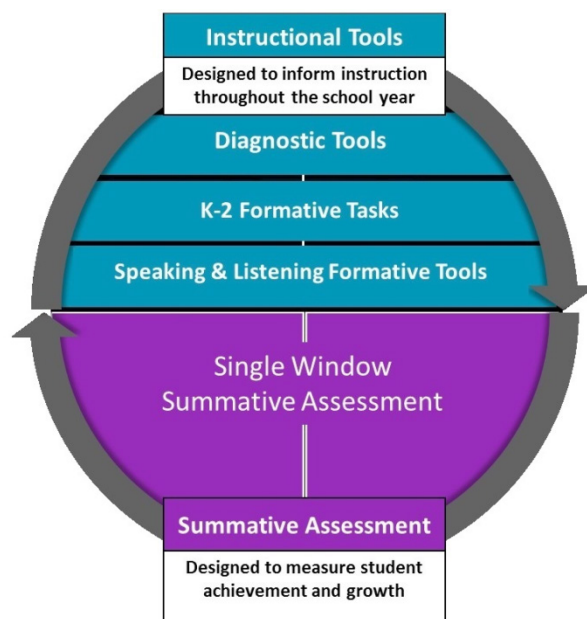 Instructional Tools
Designed to inform instruction
throughout the school year
Diagnostic Tools
K-2 Formative Tasks
Speaking & Listening Formative Tools
Single Window
Summative Assessment
Summative Assessment
Designed to measure student
achievement and growth